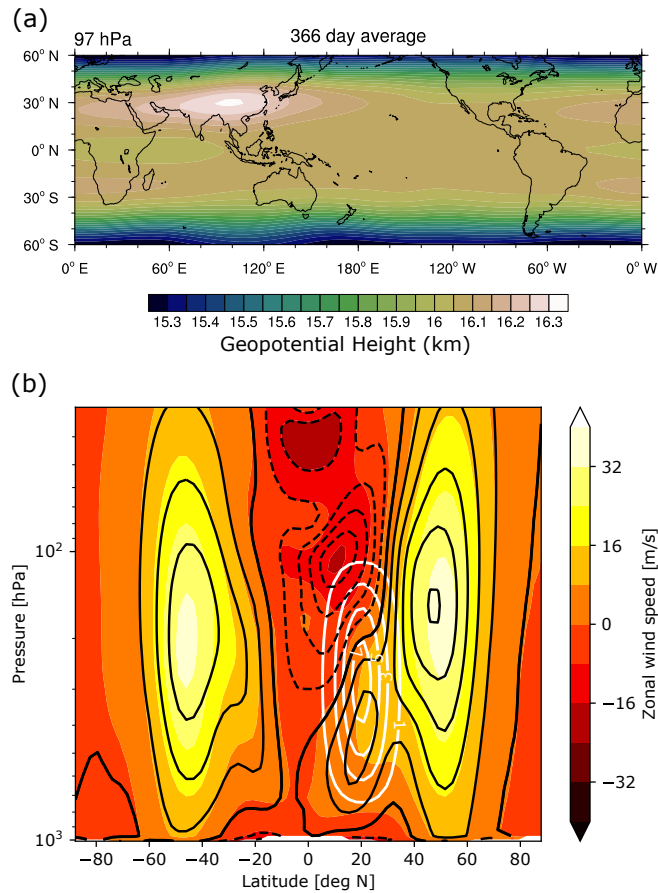 (a)
97 hPa 366 day average
60° N
30° N
0° N
30° S
60° S
0° E 60° E 120° E 180° E 120° W 60° W 0° W
15.3 15.4 15.5 15.6 15.7 15.8 15.9 16 16.1 16.2 16.3
Geopotential Height (km)
(b)
Pressure [hPa]
10²
10³
−80 −60 −40 −20 0 20 40 60 80
Latitude [deg N]
32
16
0
−16
−32
Zonal wind speed [m/s]
3
1